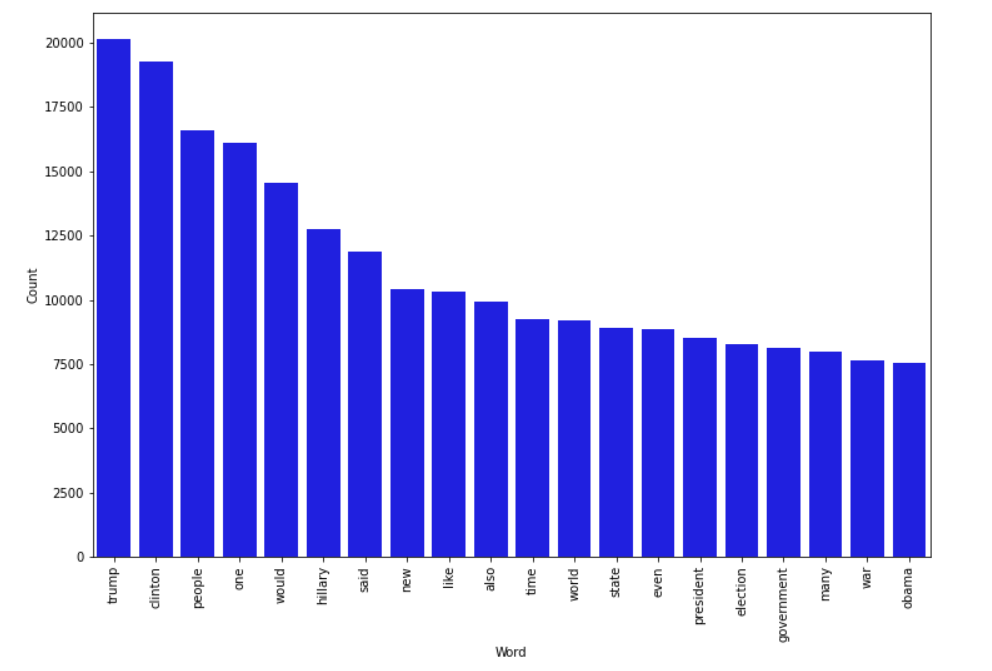 20000
17500
15000
12500
10000
7500
5000
2500
0
Count
trump
clinton
people
one
would
hillary
said
new
like
also
time
world
state
even
president
election
government
many
war
obama
Word